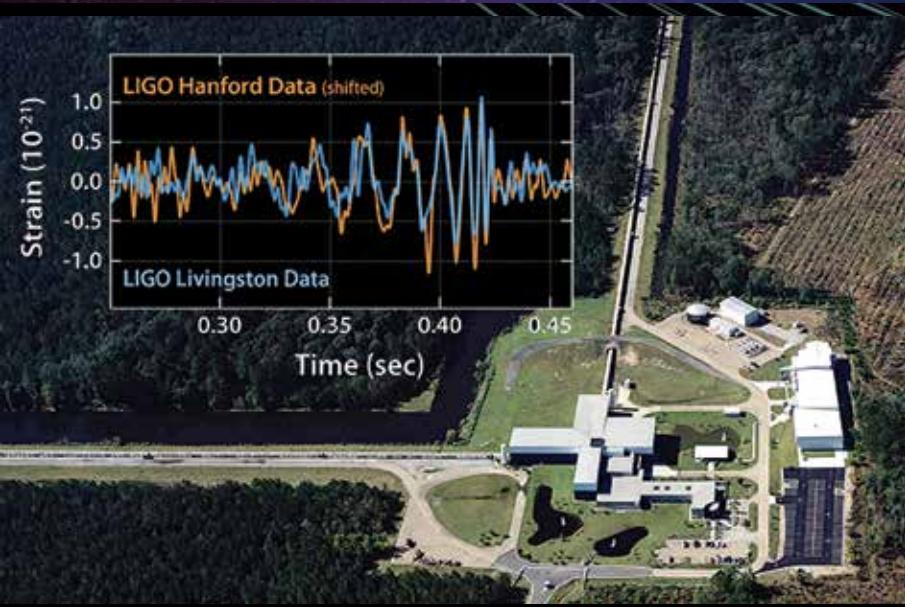 LIGO Hanford Data (shifted)
1.0
0.5
0.0
-0.5
-1.0
Strain (10⁻²¹)
LIGO Livingston Data
0.30 0.35 0.40 0.45
Time (sec)